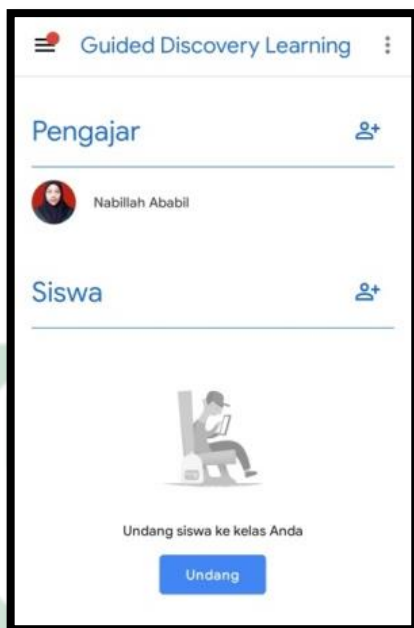 Guided Discovery Learning
Pengajar
Nabillah Ababil
Siswa
Undang siswa ke kelas Anda
Undang